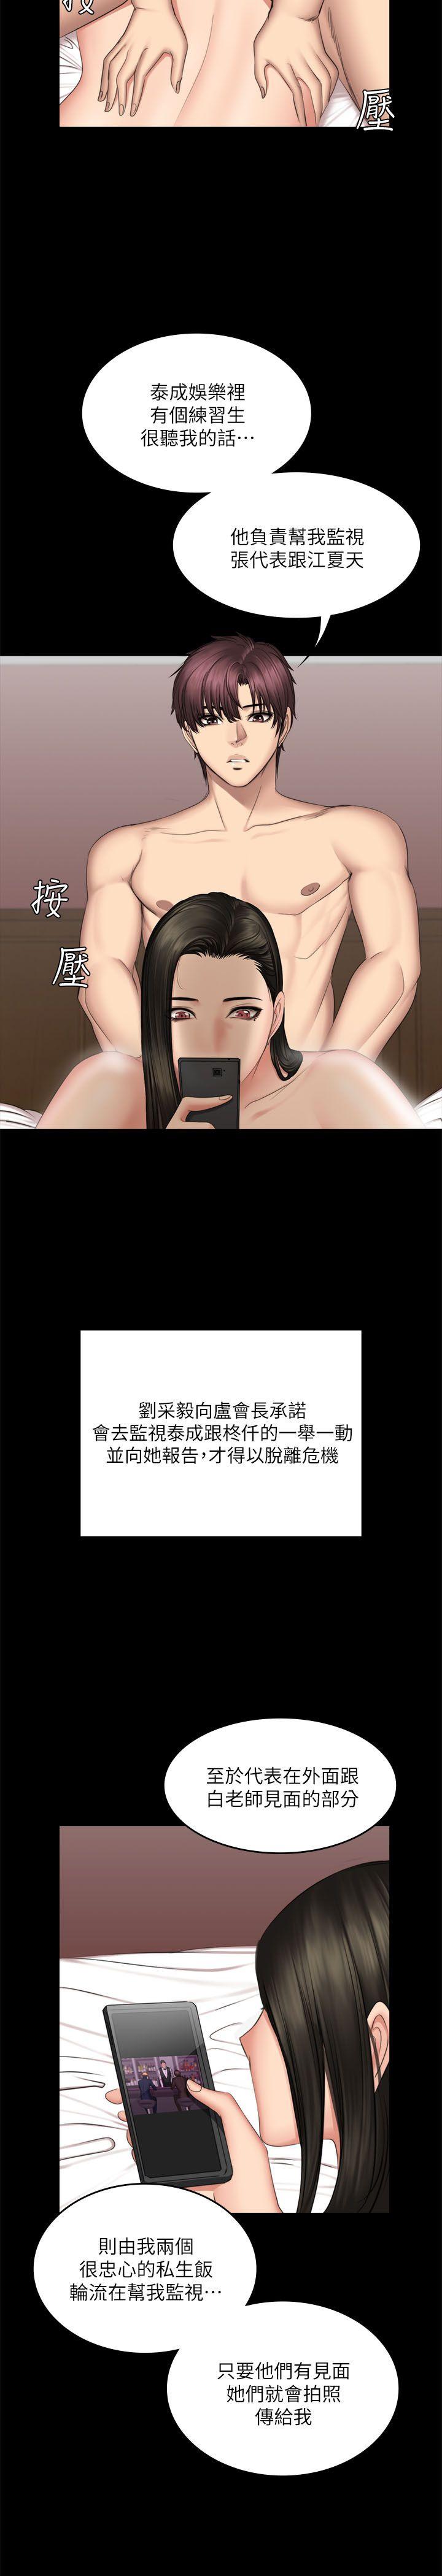 按
壓
泰成娛樂裡
有個練習生
很聽我的話…
他負責幫我監視
張代表跟江夏天
按
壓
劉采毅向盧會長承諾
會去監視泰成跟柊仟的一舉一動
並向她報告，才得以脫離危機
至於代表在外面跟
白老師見面的部分
則由我兩個
很忠心的私生飯
輪流在幫我監視…
只要他們有見面
她們就會拍照
傳給我